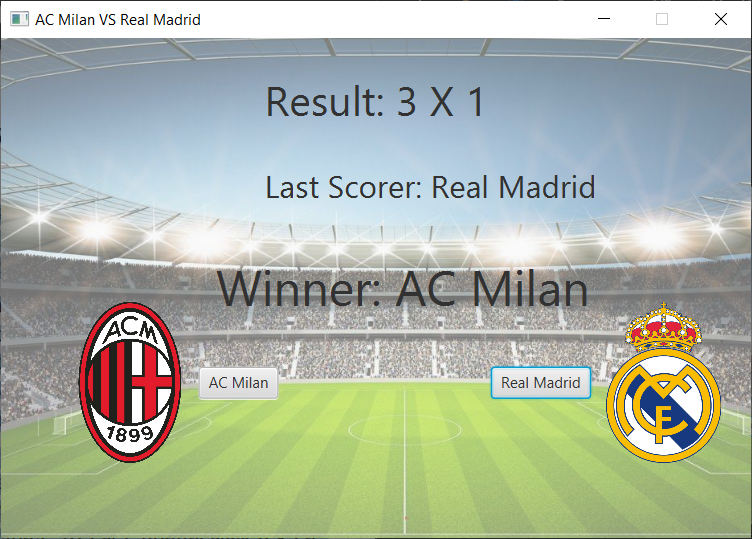 AC Milan VS Real Madrid
Result: 3 X 1
Last Scorer: Real Madrid
Winner: AC Milan
ACM
1899
AC Milan
Real Madrid